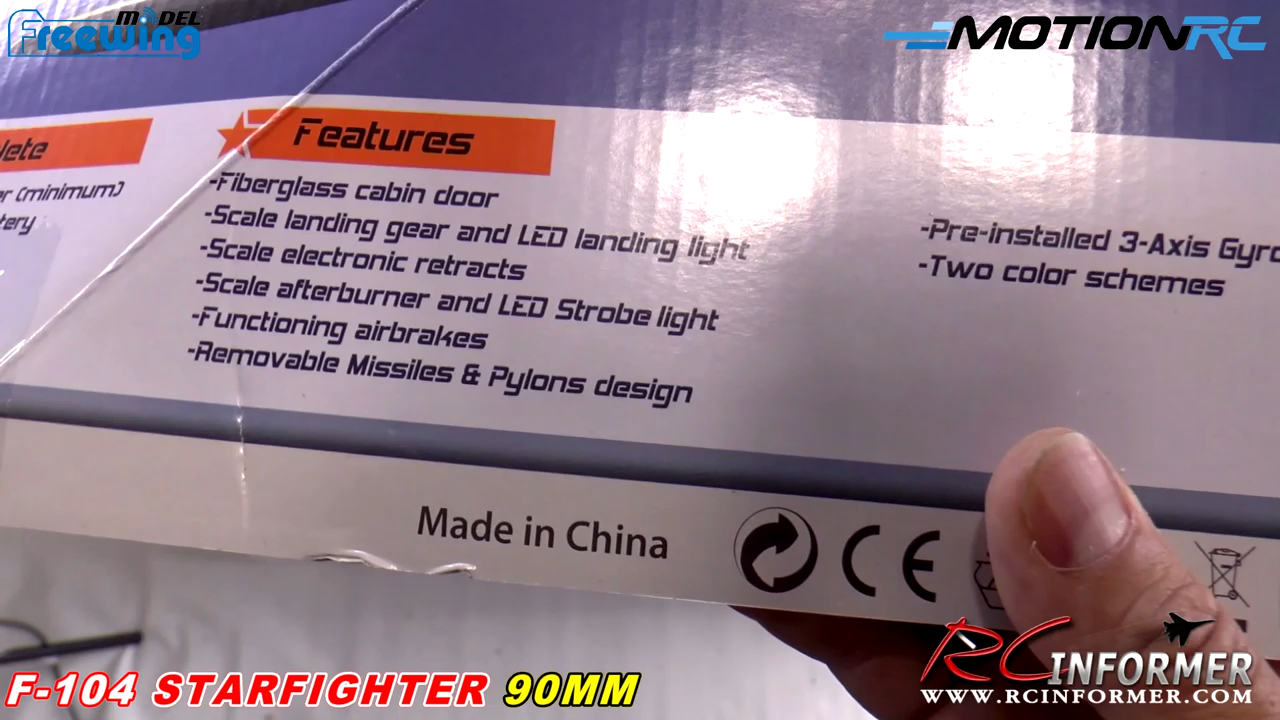 Freewing MODEL
MOTIONRC
Features
(minimum)
-Fiberglass cabin door
-Scale landing gear and LED landing light
-Scale electronic retracts
-Scale afterburner and LED Strobe light
-Functioning airbrakes
-Removable Missiles & Pylons design
-Pre-installed 3-Axis Gyro
-Two color schemes
Made in China
CE
F-104 STARFIGHTER 90MM
RC INFORMER
WWW.RCINFORMER.COM